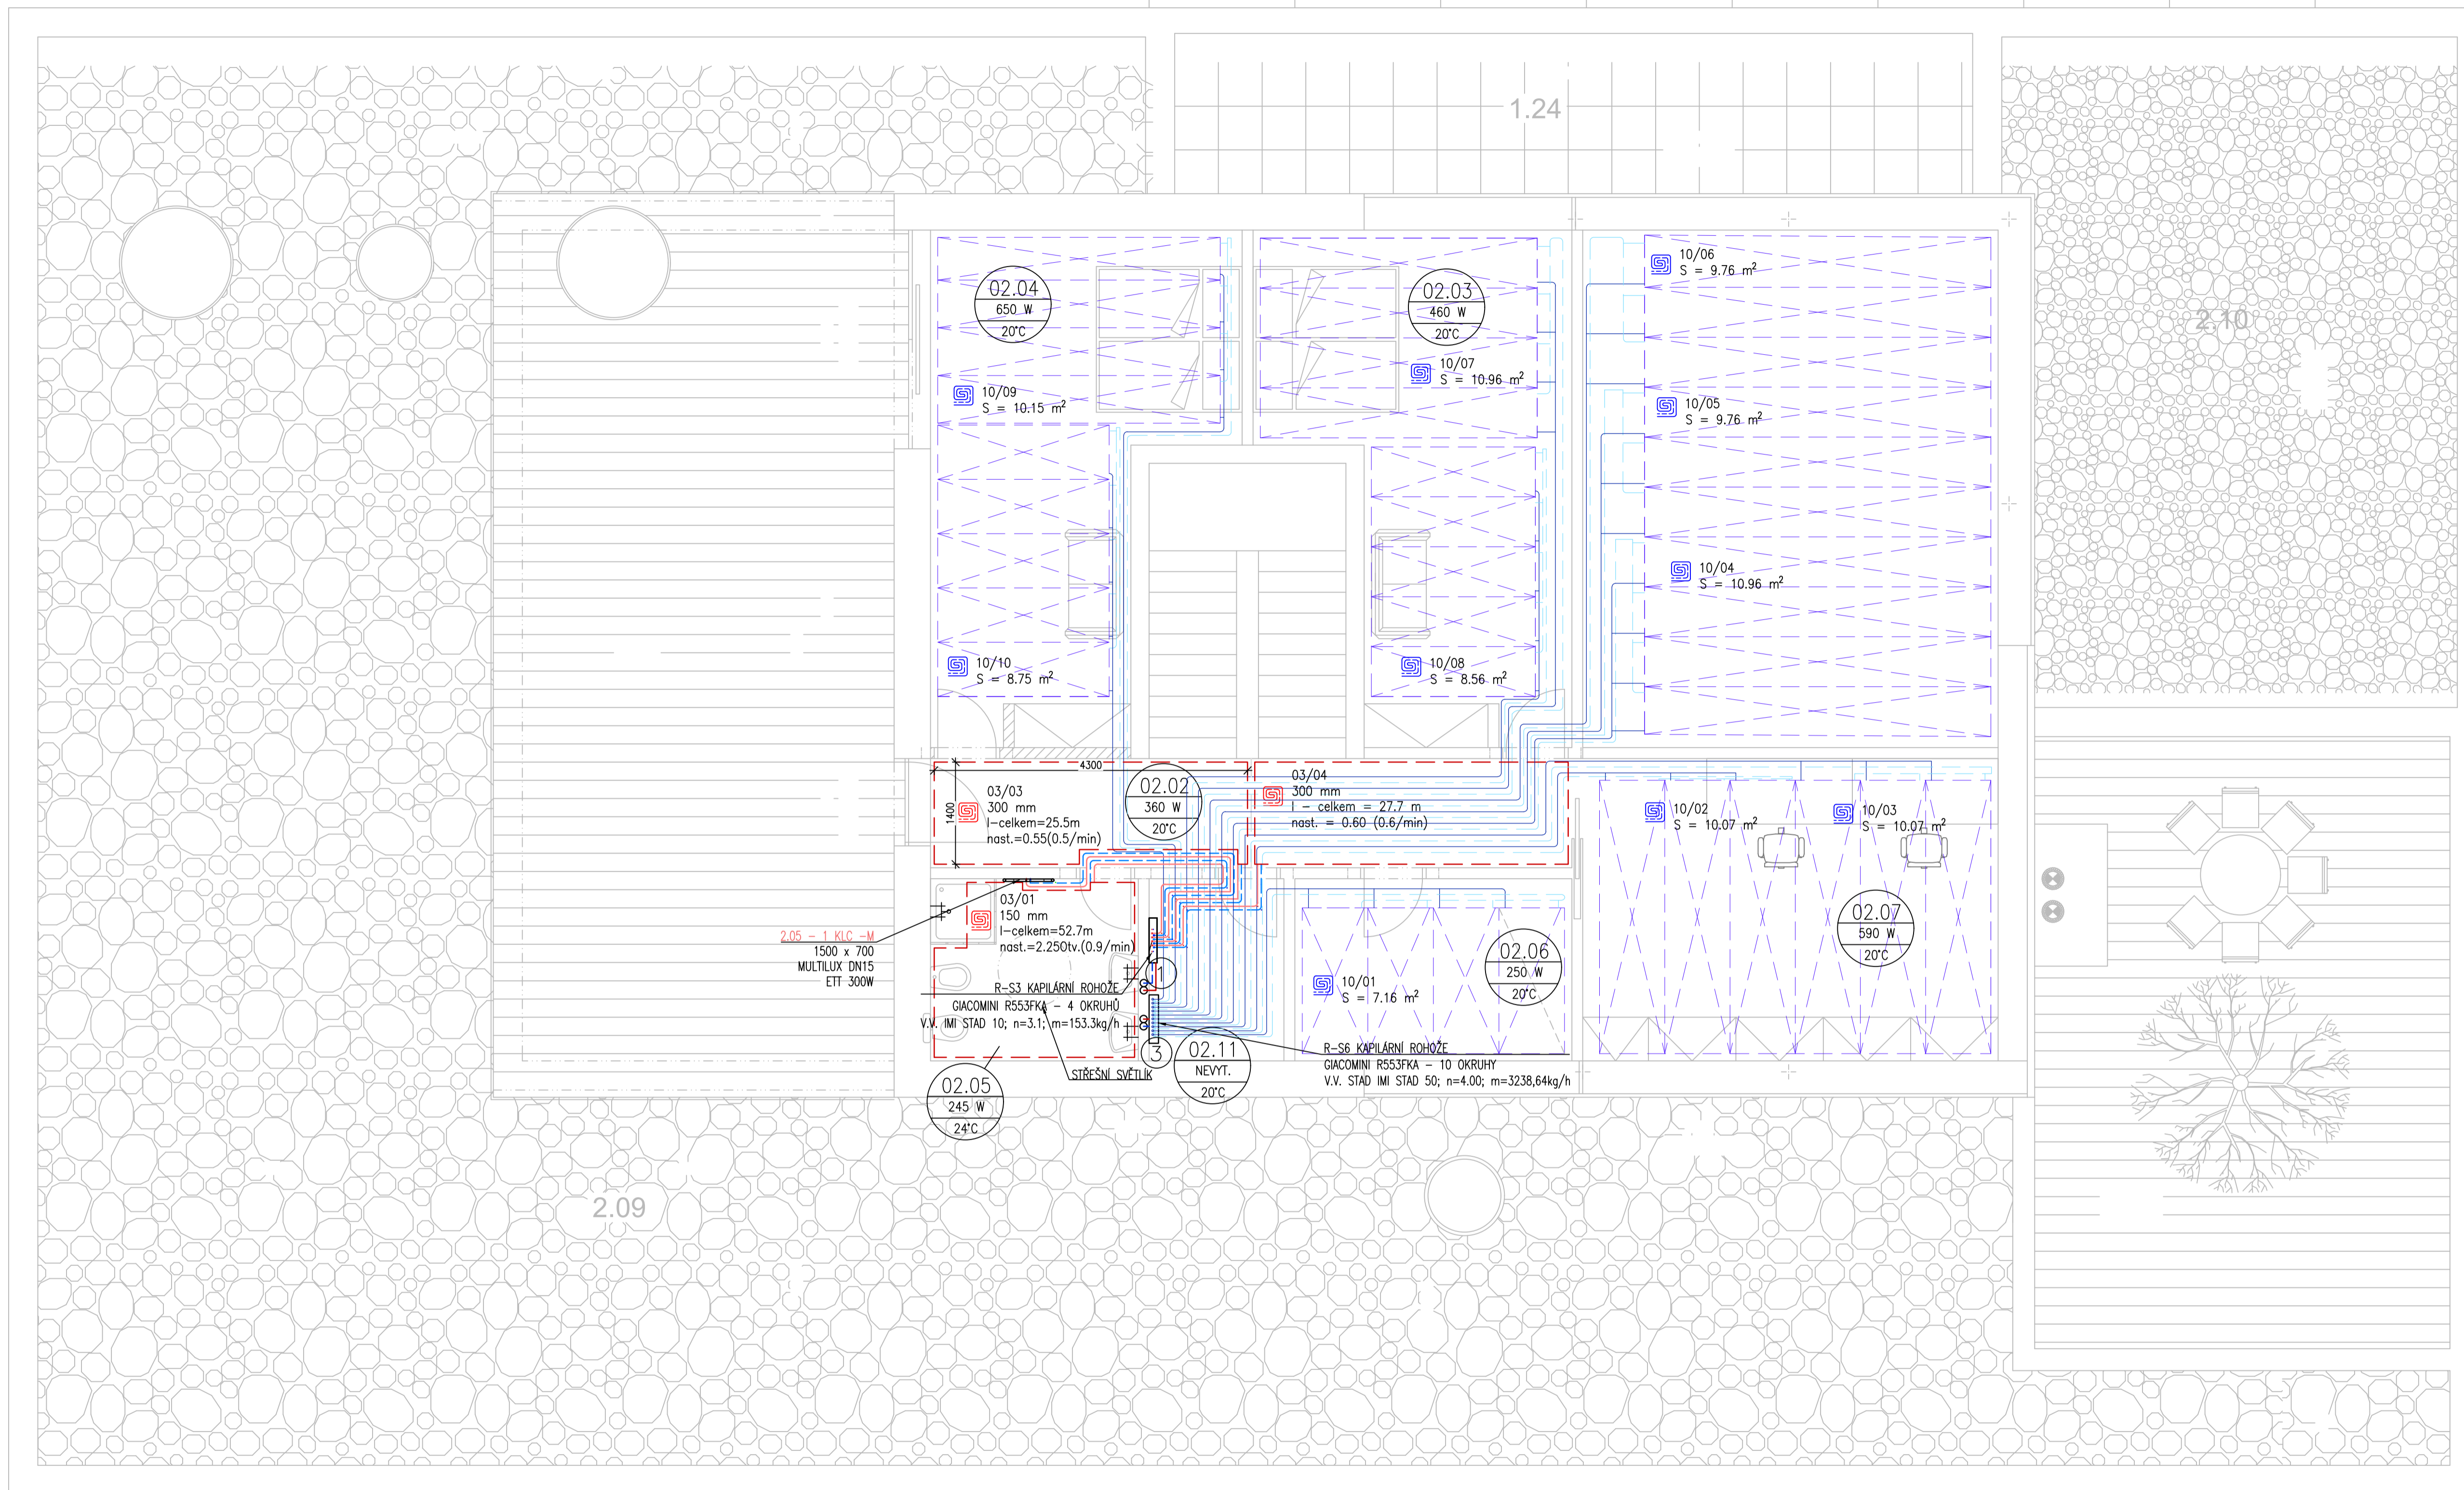 1.24
02.04
650 W
20°C
02.03
460 W
20°C
10/06
S = 9.76 m²
2.10
10/09
S = 10.15 m²
10/07
S = 10.96 m²
10/05
S = 9.76 m²
10/04
S = 10.96 m²
10/10
S = 8.75 m²
10/08
S = 8.56 m²
4300
1400
03/03
300 mm
l-celkem=25.5m
nast.=0.55(0.5/min)
02.02
360 W
20°C
03/04
300 mm
l - celkem = 27.7 m
nast. = 0.60 (0.6/min)
10/02
S = 10.07 m²
10/03
S = 10.07 m²
03/01
150 mm
l-celkem=52.7m
nast.=2.25Otv.(0.9/min)
2.05 - 1 KLC -M
1500 x 700
MULTILUX DN15
ETT 300W
R-S3 KAPILÁRNÍ ROHOŽE
GIACOMINI R553FKA - 4 OKRUHŮ
V.V. IMI STAD 10; n=3.1; m=153.3kg/h
1
3
10/01
S = 7.16 m²
02.06
250 W
20°C
02.07
590 W
20°C
02.11
NEVYT.
20°C
R-S6 KAPILÁRNÍ ROHOŽE
GIACOMINI R553FKA - 10 OKRUHY
V.V. STAD IMI STAD 50; n=4.00; m=3238,64kg/h
STŘEŠNÍ SVĚTLÍK
02.05
245 W
24°C
2.09